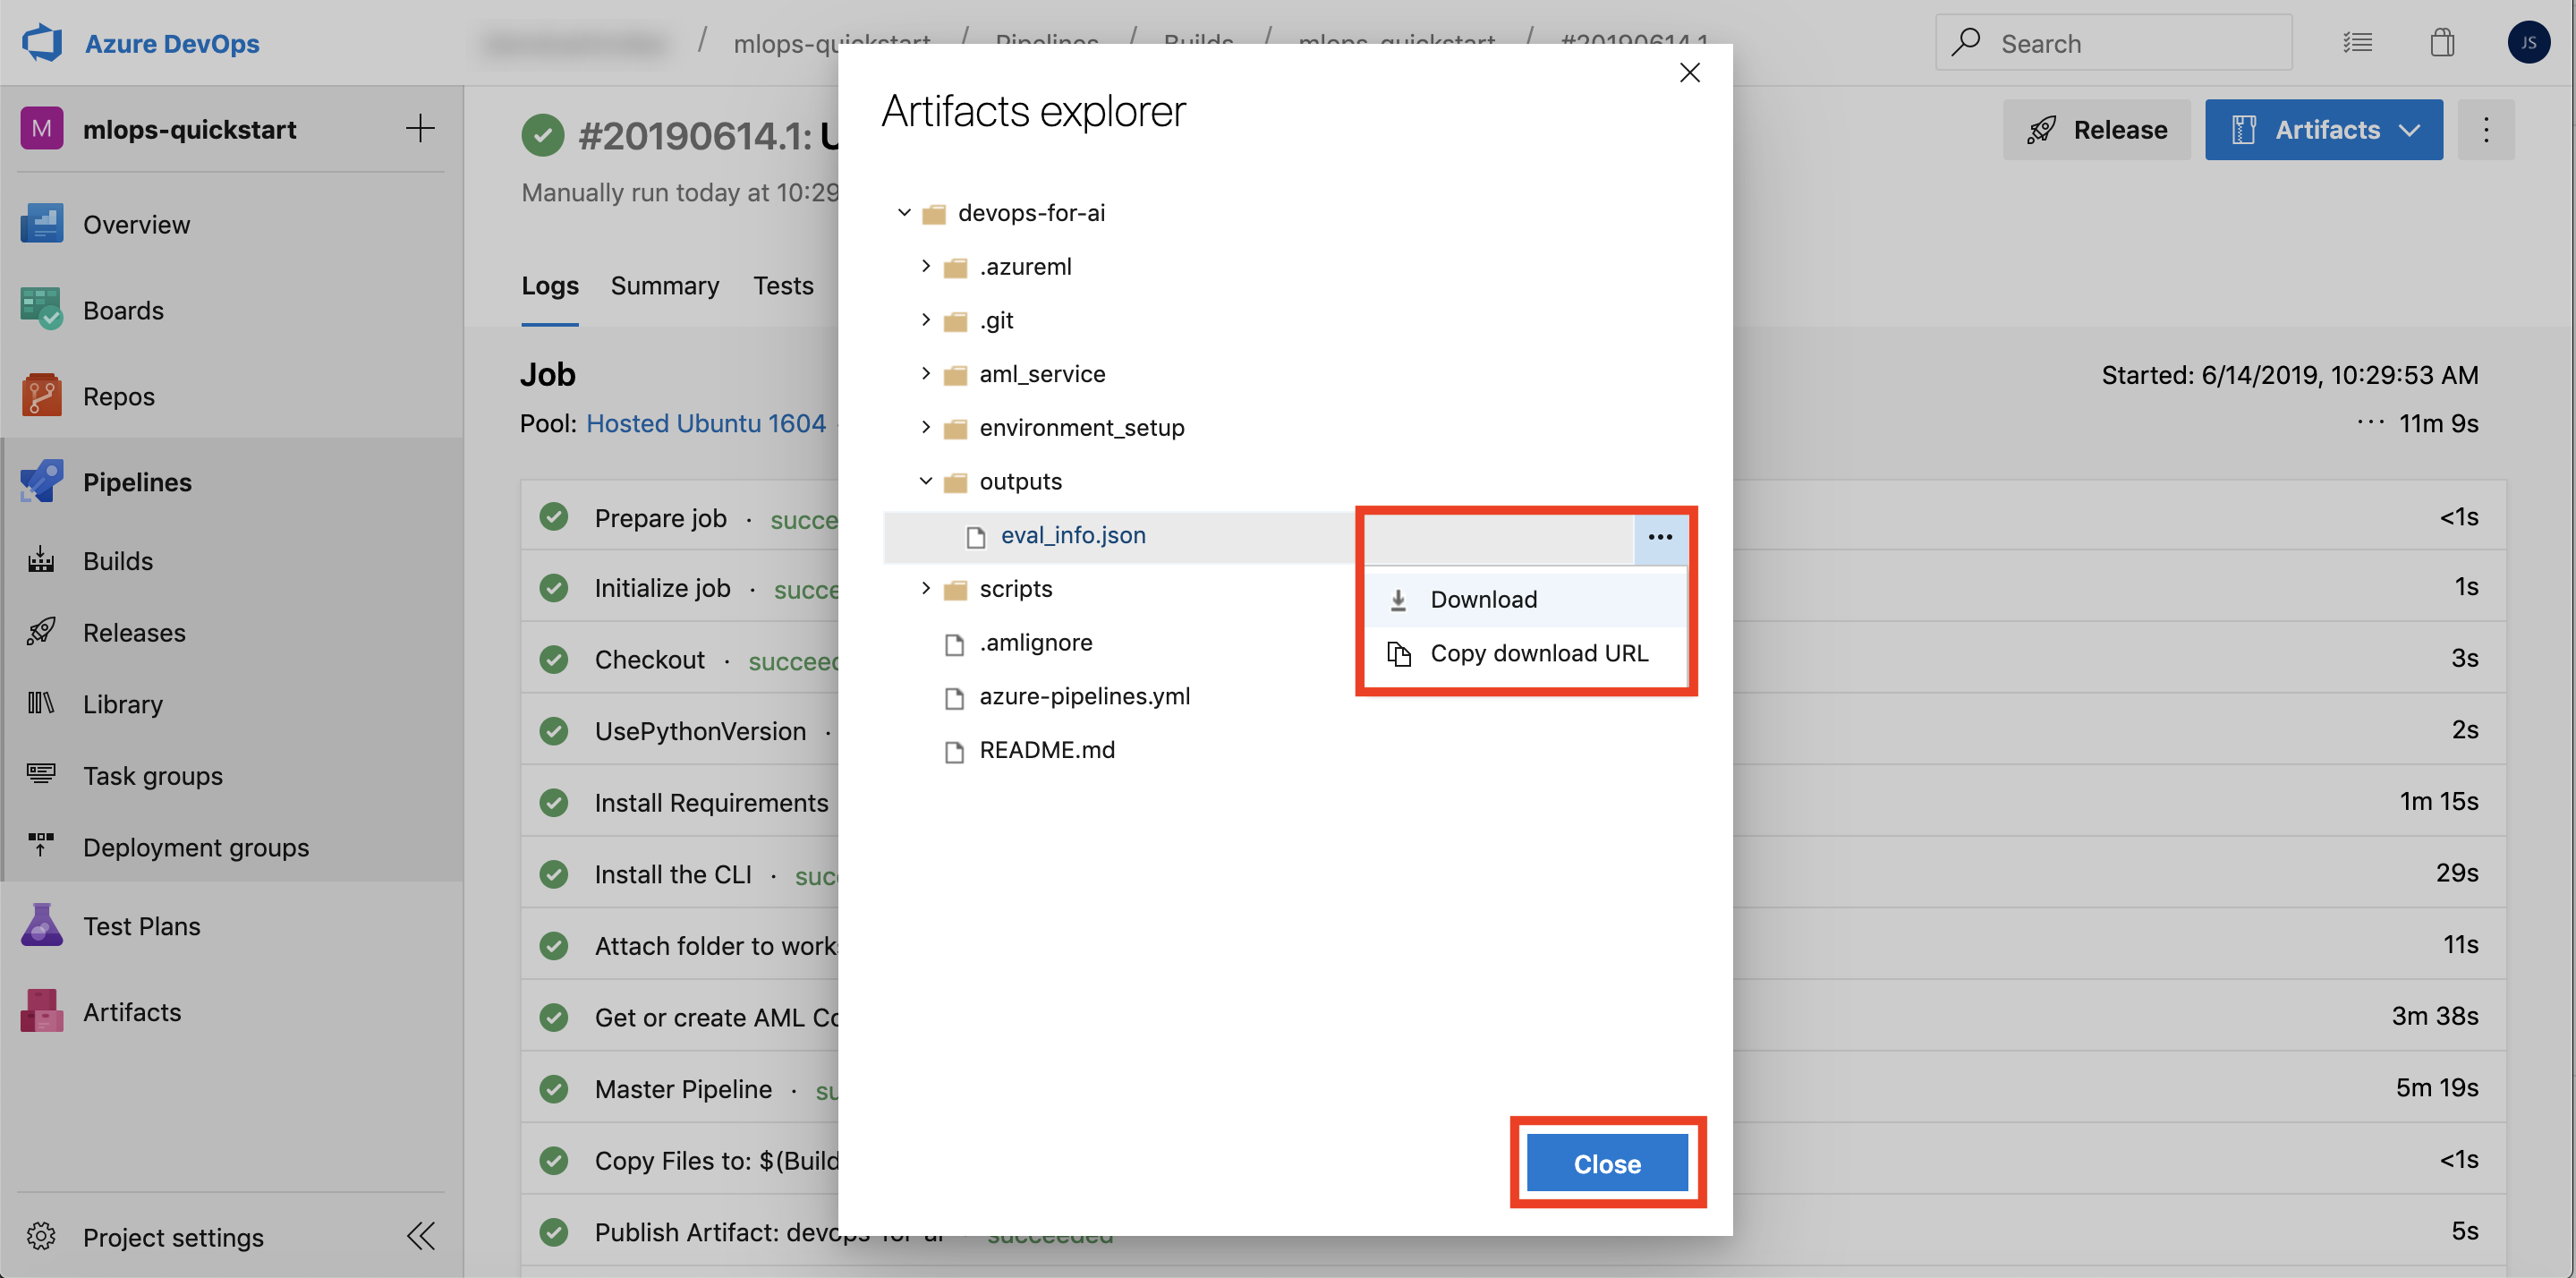 Azure DevOps
/ mlops-quickstart / Pipelines / Builds / mlops-quickstart / #20190614.1
Search
JS
M mlops-quickstart
Overview
Boards
Repos
Pipelines
Builds
Releases
Library
Task groups
Deployment groups
Test Plans
Artifacts
Project settings
#20190614.1: U
Manually run today at 10:29
Release
Artifacts
Logs Summary Tests
Job
Pool: Hosted Ubuntu 1604 ·
Started: 6/14/2019, 10:29:53 AM
··· 11m 9s
Prepare job · succe
<1s
Initialize job · succe
1s
Checkout · succeed
3s
UsePythonVersion ·
2s
Install Requirements
1m 15s
Install the CLI · succ
29s
Attach folder to works
11s
Get or create AML Co
3m 38s
Master Pipeline · su
5m 19s
Copy Files to: $(Build
<1s
Publish Artifact: devops-for-ai · succeeded
5s
Artifacts explorer
devops-for-ai
.azureml
.git
aml_service
environment_setup
outputs
eval_info.json
Download
Copy download URL
scripts
.amlignore
azure-pipelines.yml
README.md
Close